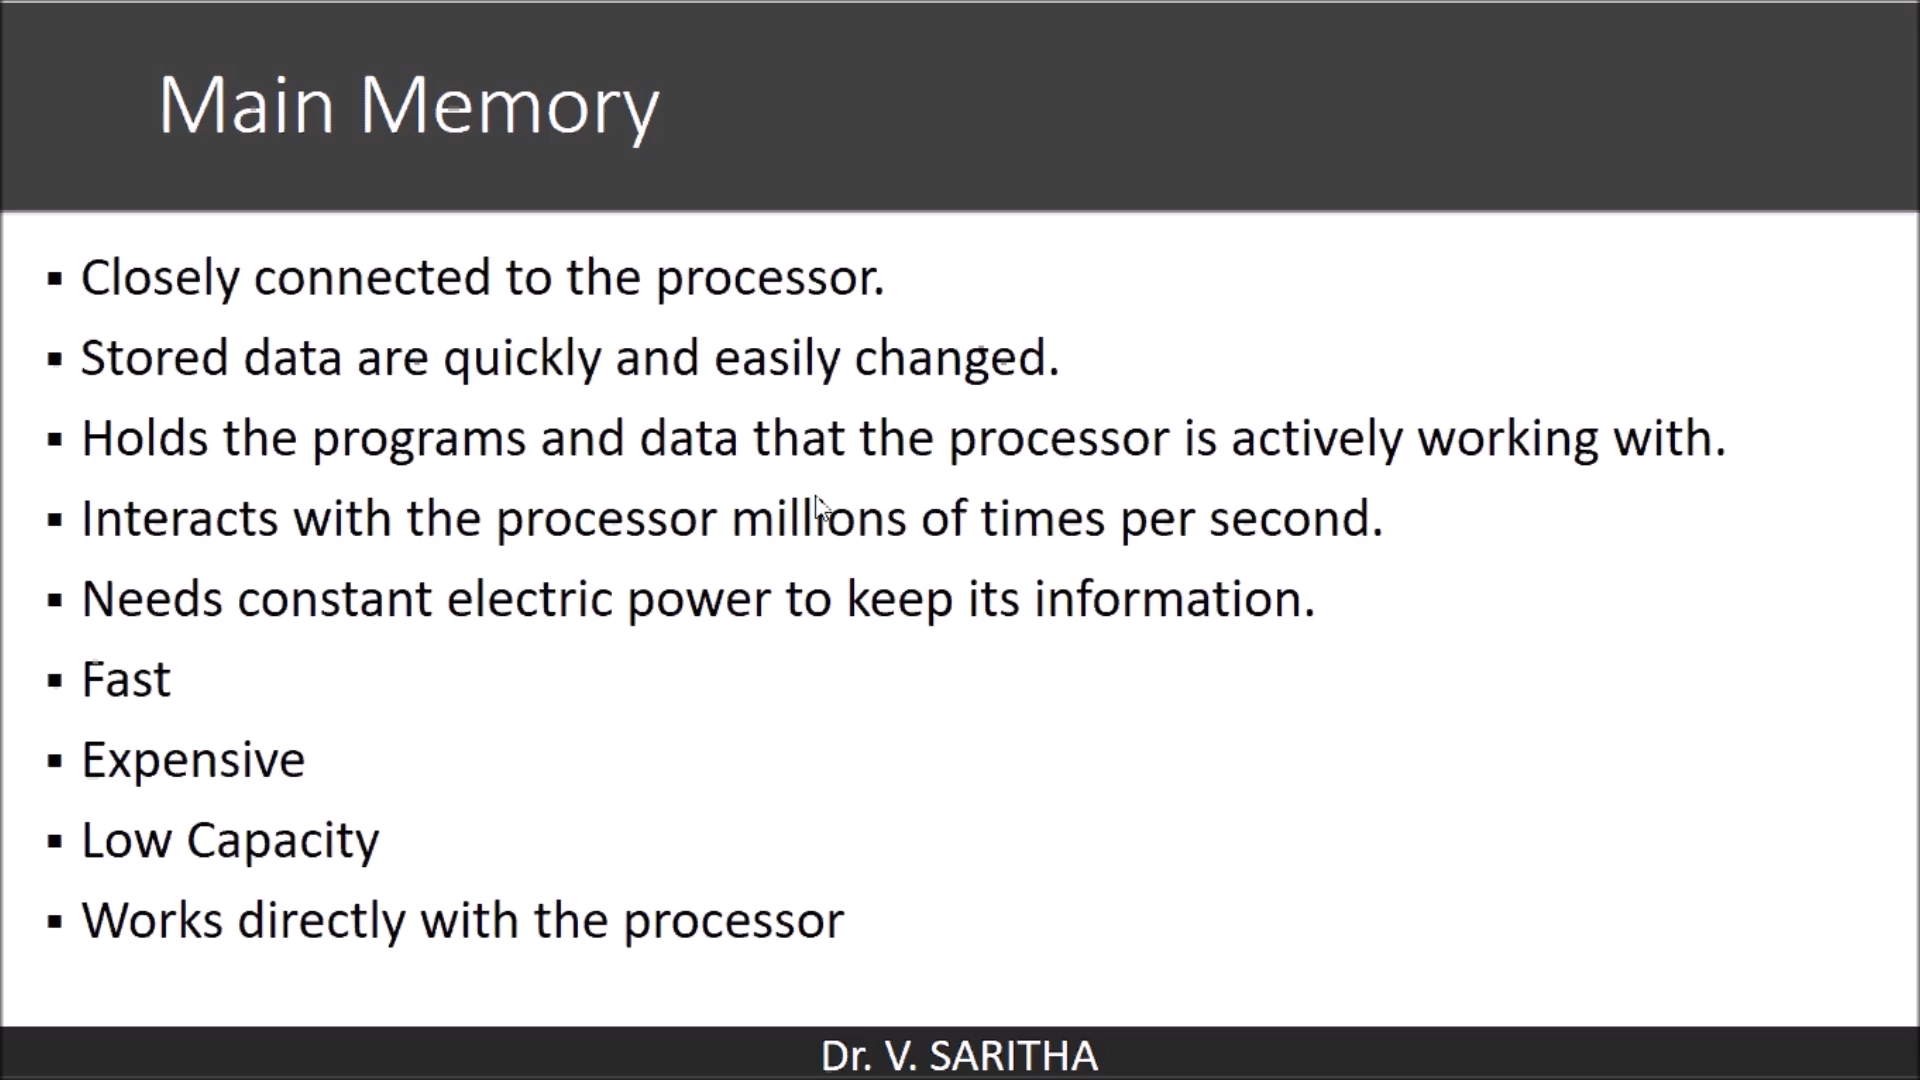 Main Memory
▪ Closely connected to the processor.
▪ Stored data are quickly and easily changed.
▪ Holds the programs and data that the processor is actively working with.
▪ Interacts with the processor millions of times per second.
▪ Needs constant electric power to keep its information.
▪ Fast
▪ Expensive
▪ Low Capacity
▪ Works directly with the processor
Dr. V. SARITHA